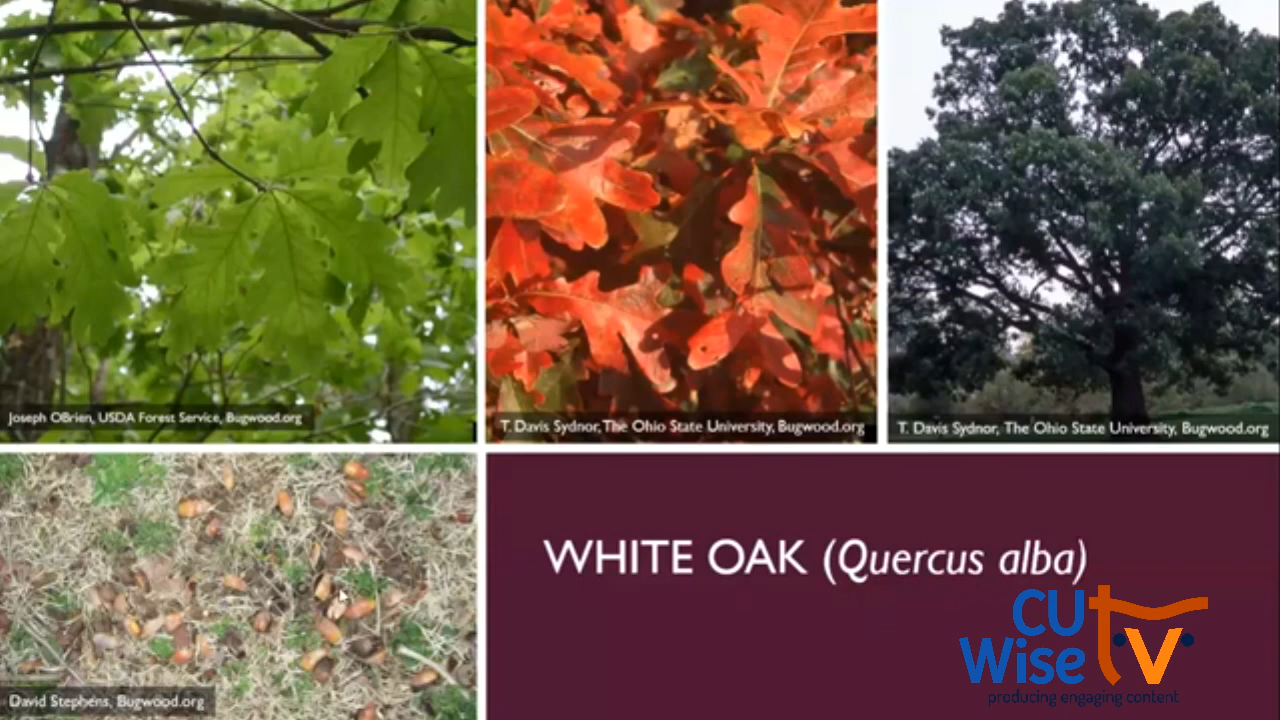 Joseph OBrien, USDA Forest Service, Bugwood.org
T. Davis Sydnor, The Ohio State University, Bugwood.org
T. Davis Sydnor, The Ohio State University, Bugwood.org
David Stephens, Bugwood.org
WHITE OAK (Quercus alba)
CU
Wise tv
producing engaging content